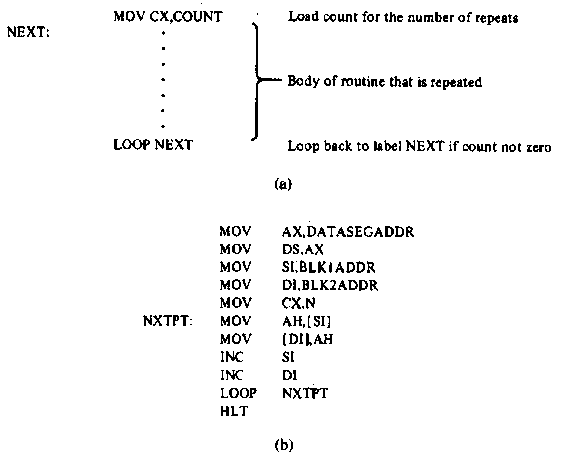 MOV CX,COUNT Load count for the number of repeats
NEXT:
Body of routine that is repeated
LOOP NEXT Loop back to label NEXT if count not zero
(a)
MOV AX,DATASEGADDR
MOV DS,AX
MOV SI,BLK1ADDR
MOV DI,BLK2ADDR
MOV CX,N
NXTPT: MOV AH,[SI]
MOV [DI],AH
INC SI
INC DI
LOOP NXTPT
HLT
(b)